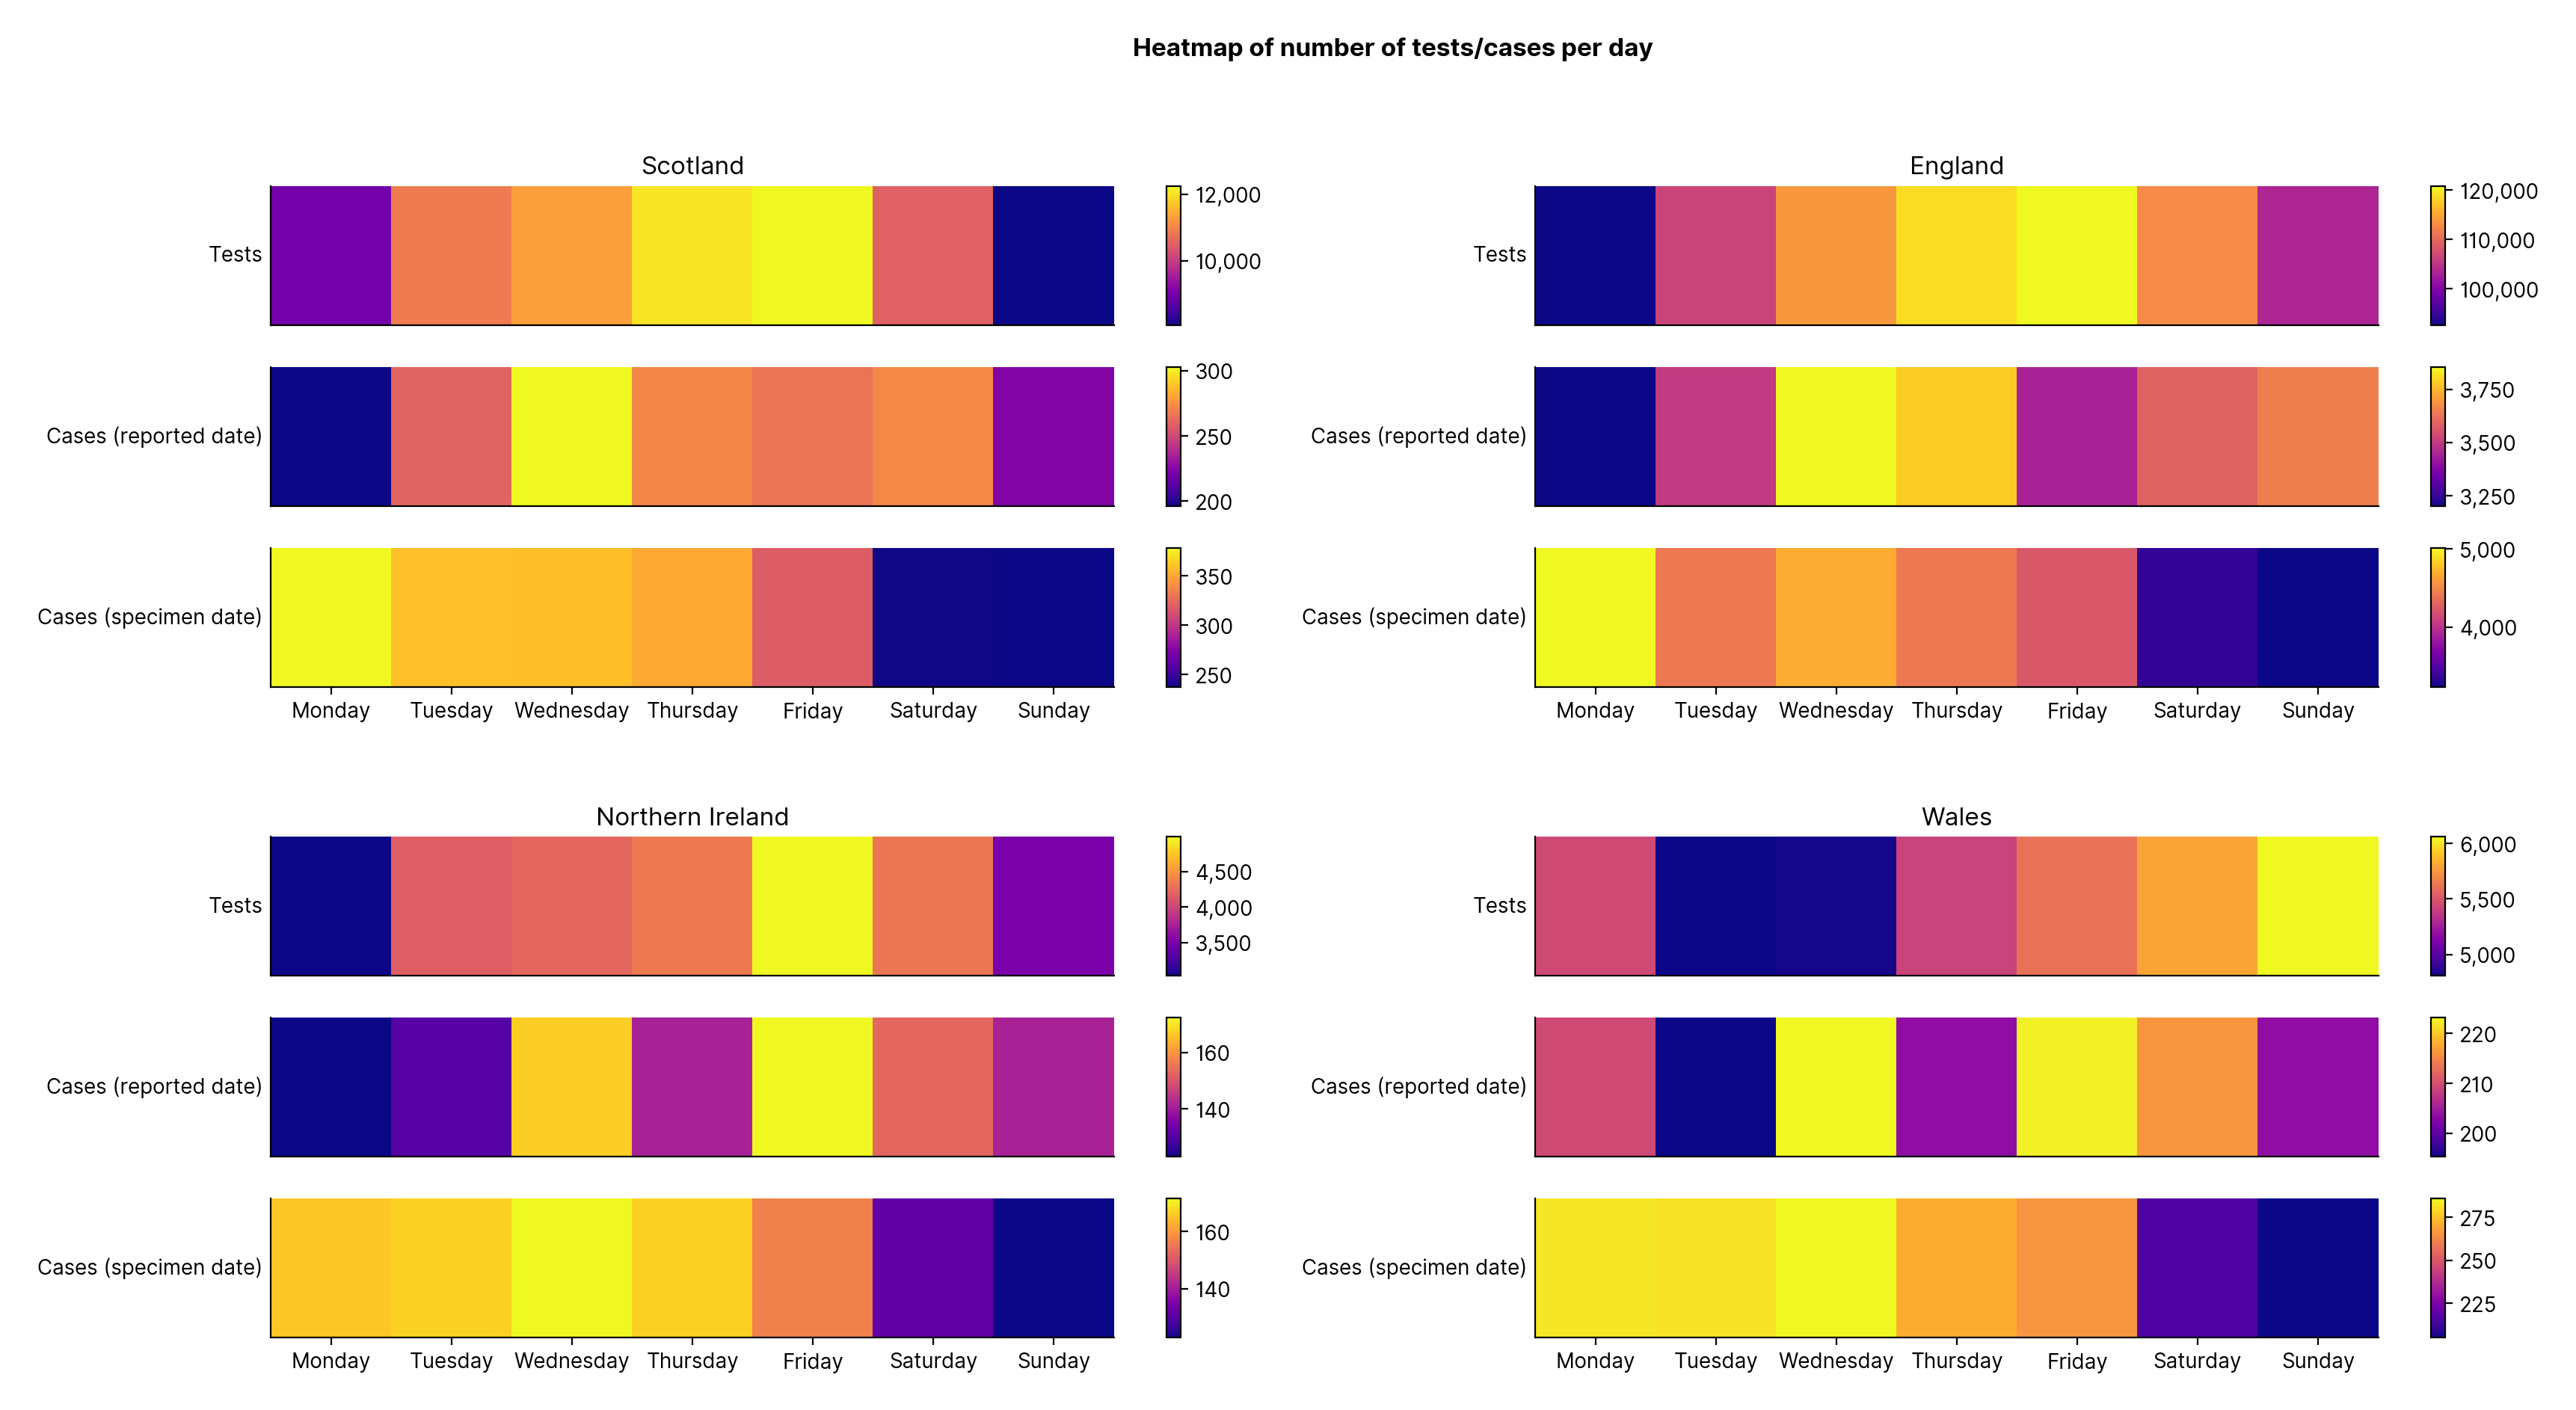 Heatmap of number of tests/cases per day
Scotland
Tests
12,000
10,000
Cases (reported date)
300
250
200
Cases (specimen date)
350
300
250
Monday Tuesday Wednesday Thursday Friday Saturday Sunday
England
Tests
120,000
110,000
100,000
Cases (reported date)
3,750
3,500
3,250
Cases (specimen date)
5,000
4,000
Monday Tuesday Wednesday Thursday Friday Saturday Sunday
Northern Ireland
Tests
4,500
4,000
3,500
Cases (reported date)
160
140
Cases (specimen date)
160
140
Monday Tuesday Wednesday Thursday Friday Saturday Sunday
Wales
Tests
6,000
5,500
5,000
Cases (reported date)
220
210
200
Cases (specimen date)
275
250
225
Monday Tuesday Wednesday Thursday Friday Saturday Sunday